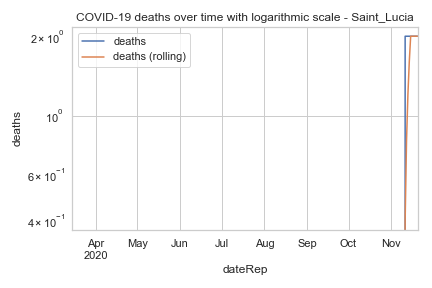 COVID-19 deaths over time with logarithmic scale - Saint_Lucia
deaths
deaths (rolling)
2 × 10⁰
10⁰
6 × 10⁻¹
4 × 10⁻¹
deaths
Apr
2020
May
Jun
Jul
Aug
Sep
Oct
Nov
dateRep